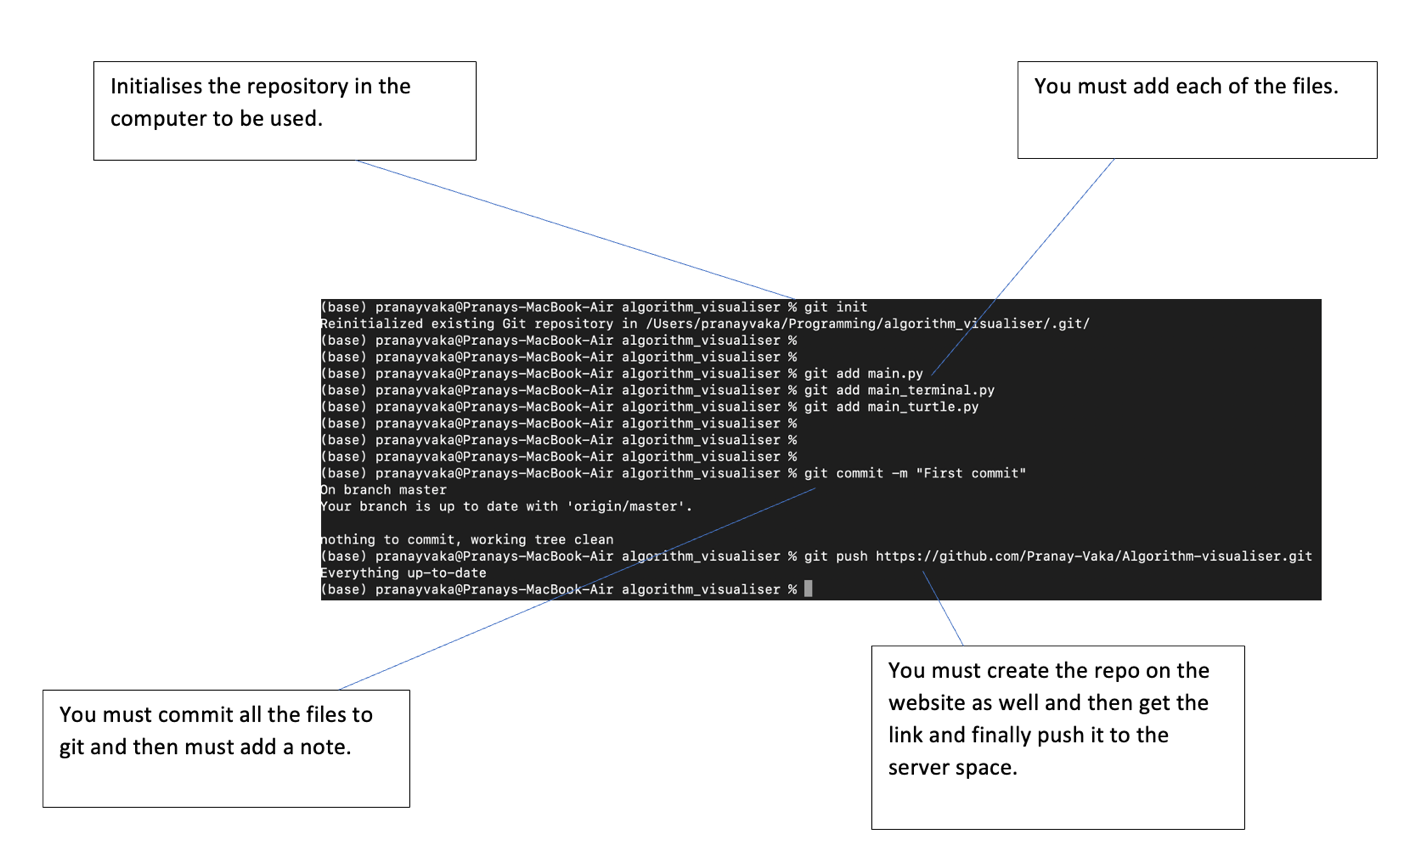 Initialises the repository in the
computer to be used.
You must add each of the files.
(base) pranayvaka@Pranays-MacBook-Air algorithm_visualiser % git init
Reinitialized existing Git repository in /Users/pranayvaka/Programming/algorithm_visualiser/.git/
(base) pranayvaka@Pranays-MacBook-Air algorithm_visualiser %
(base) pranayvaka@Pranays-MacBook-Air algorithm_visualiser %
(base) pranayvaka@Pranays-MacBook-Air algorithm_visualiser % git add main.py
(base) pranayvaka@Pranays-MacBook-Air algorithm_visualiser % git add main_terminal.py
(base) pranayvaka@Pranays-MacBook-Air algorithm_visualiser % git add main_turtle.py
(base) pranayvaka@Pranays-MacBook-Air algorithm_visualiser %
(base) pranayvaka@Pranays-MacBook-Air algorithm_visualiser %
(base) pranayvaka@Pranays-MacBook-Air algorithm_visualiser %
(base) pranayvaka@Pranays-MacBook-Air algorithm_visualiser % git commit -m "First commit"
On branch master
Your branch is up to date with 'origin/master'.
nothing to commit, working tree clean
(base) pranayvaka@Pranays-MacBook-Air algorithm_visualiser % git push https://github.com/Pranay-Vaka/Algorithm-visualiser.git
Everything up-to-date
(base) pranayvaka@Pranays-MacBook-Air algorithm_visualiser %
You must commit all the files to
git and then must add a note.
You must create the repo on the
website as well and then get the
link and finally push it to the
server space.